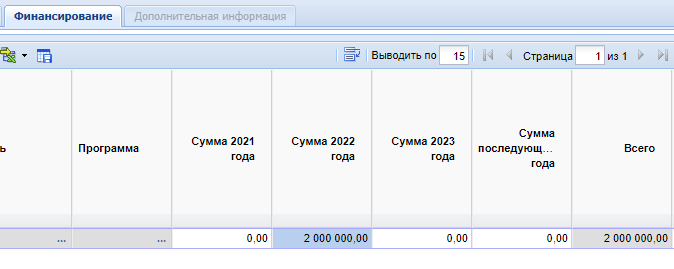 Финансирование Дополнительная информация
Выводить по 15 Страница 1 из 1
ь Программа Сумма 2021 года Сумма 2022 года Сумма 2023 года Сумма последующ... года Всего
... ... 0,00 2 000 000,00 0,00 0,00 2 000 000,00